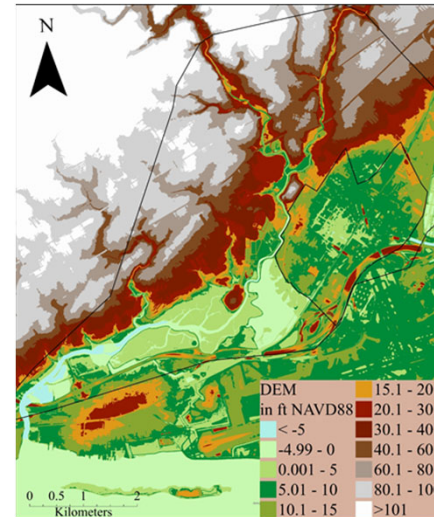 N
DEM
in ft NAVD88
< -5
-4.99 - 0
0.001 - 5
5.01 - 10
10.1 - 15
15.1 - 20
20.1 - 30
30.1 - 40
40.1 - 60
60.1 - 80
80.1 - 100
>101
0 0.5 1 2
Kilometers